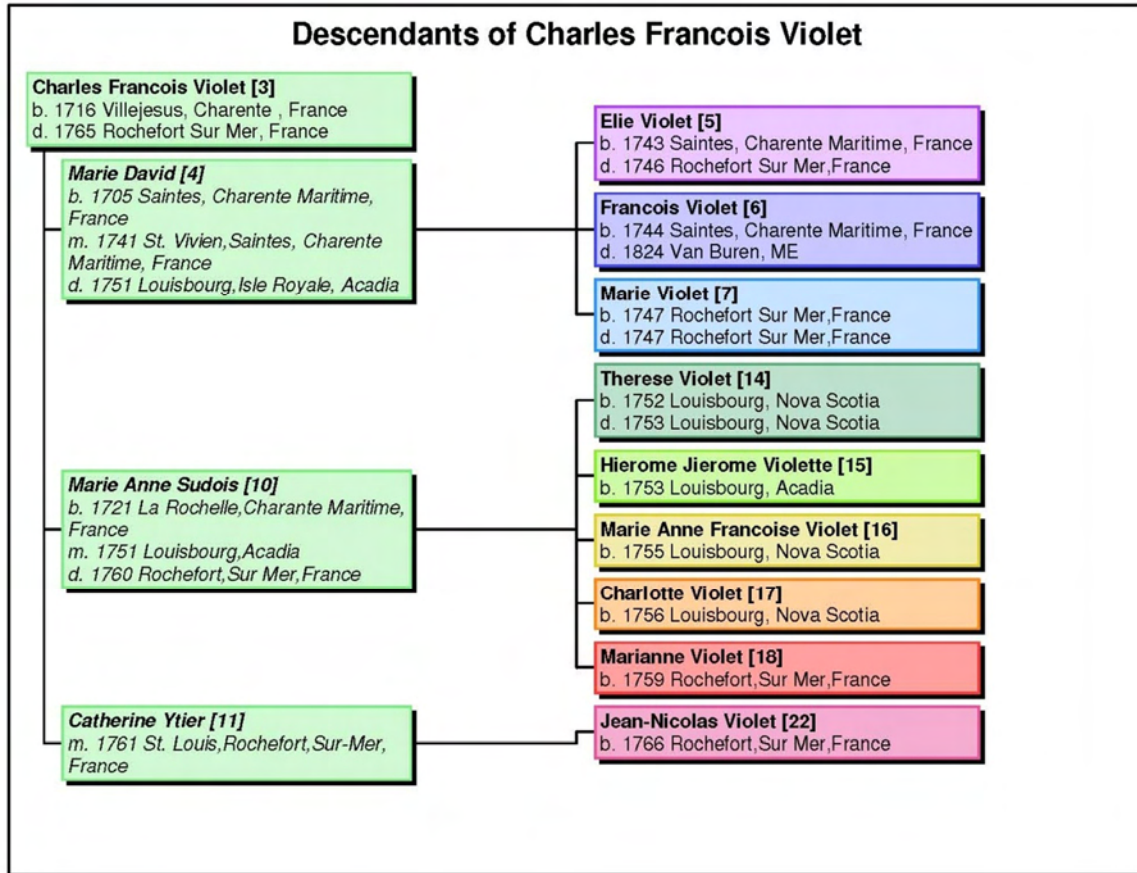 Descendants of Charles Francois Violet
Charles Francois Violet [3]
b. 1716 Villejesus, Charente , France
d. 1765 Rochefort Sur Mer, France
Marie David [4]
b. 1705 Saintes, Charite Maritime,
France
m. 1741 St. Vivien,Saintes, Charente
Maritime, France
d. 1751 Louisbourg,Isle Royale, Acadia
Elie Violet [5]
b. 1743 Saintes, Charente Maritime, France
d. 1746 Rochefort Sur Mer,France
Francois Violet [6]
b. 1744 Saintes, Charente Maritime, France
d. 1824 Van Buren, ME
Marie Violet [7]
b. 1747 Rochefort Sur Mer,France
d. 1747 Rochefort Sur Mer,France
Marie Anne Sudois [10]
b. 1721 La Rochelle,Charante Maritime,
France
m. 1751 Louisbourg,Acadia
d. 1760 Rochefort,Sur Mer,France
Therese Violet [14]
b. 1752 Louisbourg, Nova Scotia
d. 1753 Louisbourg, Nova Scotia
Hierome Jierome Violette [15]
b. 1753 Louisbourg, Acadia
Marie Anne Francoise Violet [16]
b. 1755 Louisbourg, Nova Scotia
Charlotte Violet [17]
b. 1756 Louisbourg, Nova Scotia
Marianne Violet [18]
b. 1759 Rochefort,Sur Mer,France
Catherine Ytier [11]
m. 1761 St. Louis,Rochefort,Sur-Mer,
France
Jean-Nicolas Violet [22]
b. 1766 Rochefort,Sur Mer,France